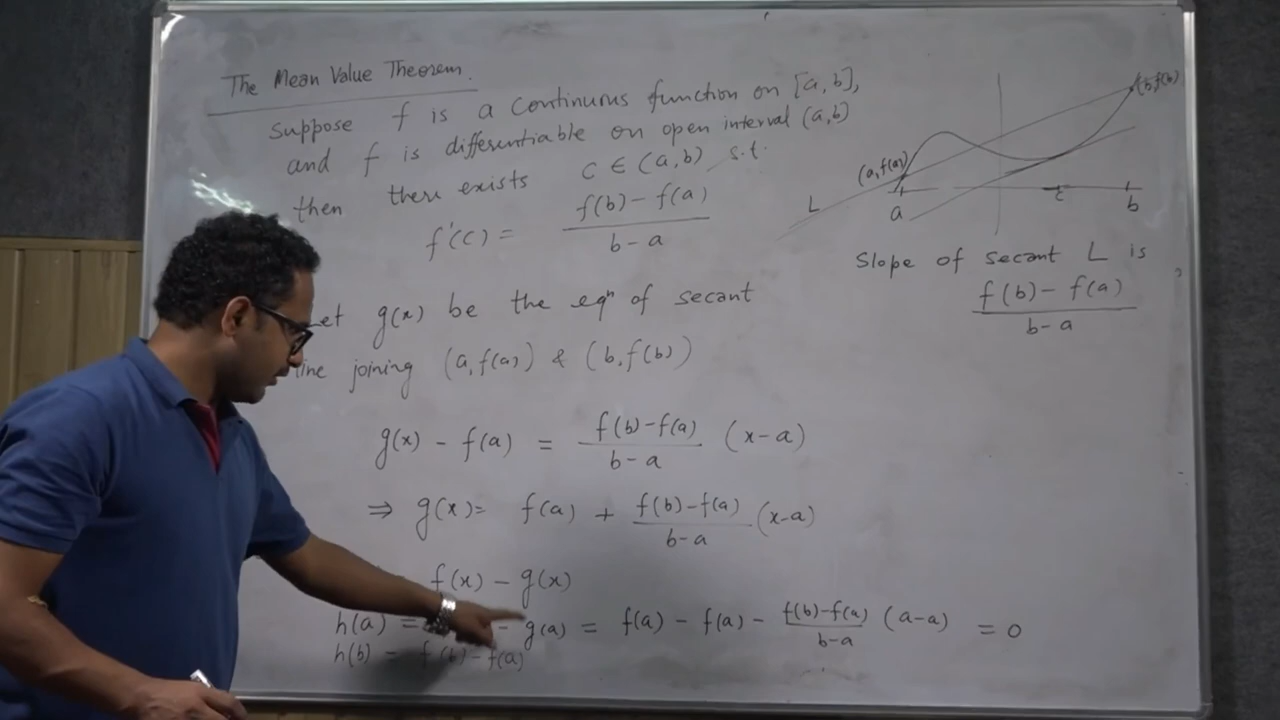 The Mean Value Theorem.
Suppose f is a continuous function on [a,b],
and f is differentiable on open interval (a,b)
then there exists c ∈ (a,b) s.t.
f'(c) = f(b) - f(a) / b - a
g(x) be the eqⁿ of secant
joining (a, f(a)) & (b, f(b))
g(x) - f(a) = f(b)-f(a) / b-a (x-a)
⇒ g(x) = f(a) + f(b)-f(a) / b-a (x-a)
f(x) - g(x)
h(a) = - g(a) = f(a) - f(a) - f(b)-f(a) / b-a (a-a) = 0
h(b) - f(b) - f(a)
(b, f(b))
(a, f(a))
L
a c b
Slope of secant L is
f(b) - f(a) / b-a